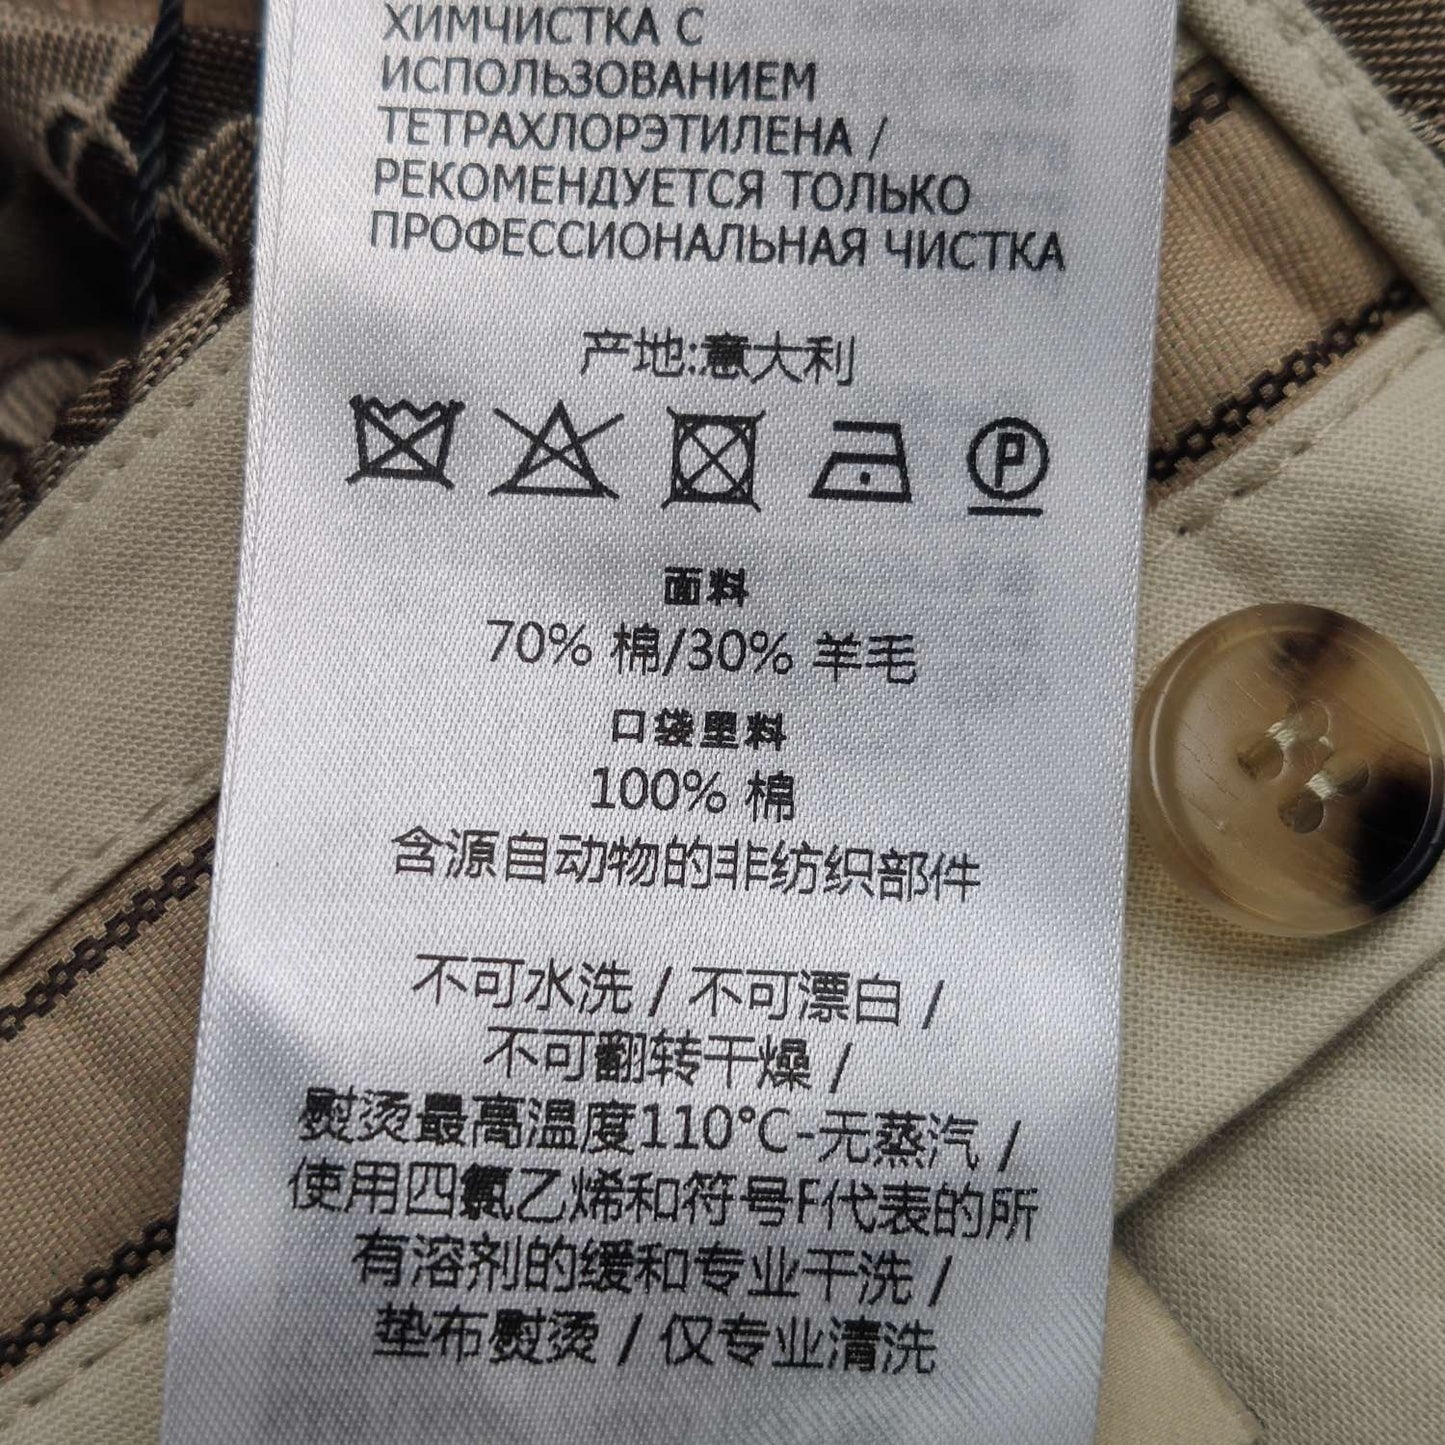 ХИМЧИСТКА С
ИСПОЛЬЗОВАНИЕМ
ТЕТРАХЛОРЭТИЛЕНА /
РЕКОМЕНДУЕТСЯ ТОЛЬКО
ПРОФЕССИОНАЛЬНАЯ ЧИСТКА
产地:意大利
P
面料
70% 棉/30% 羊毛
口袋里料
100% 棉
含源自动物的非纺织部件
不可水洗 / 不可漂白 /
不可翻转干燥 /
熨烫最高温度110°C-无蒸汽 /
使用四氯乙烯和符号F代表的所
有溶剂的缓和专业干洗 /
垫布熨烫 / 仅专业清洗